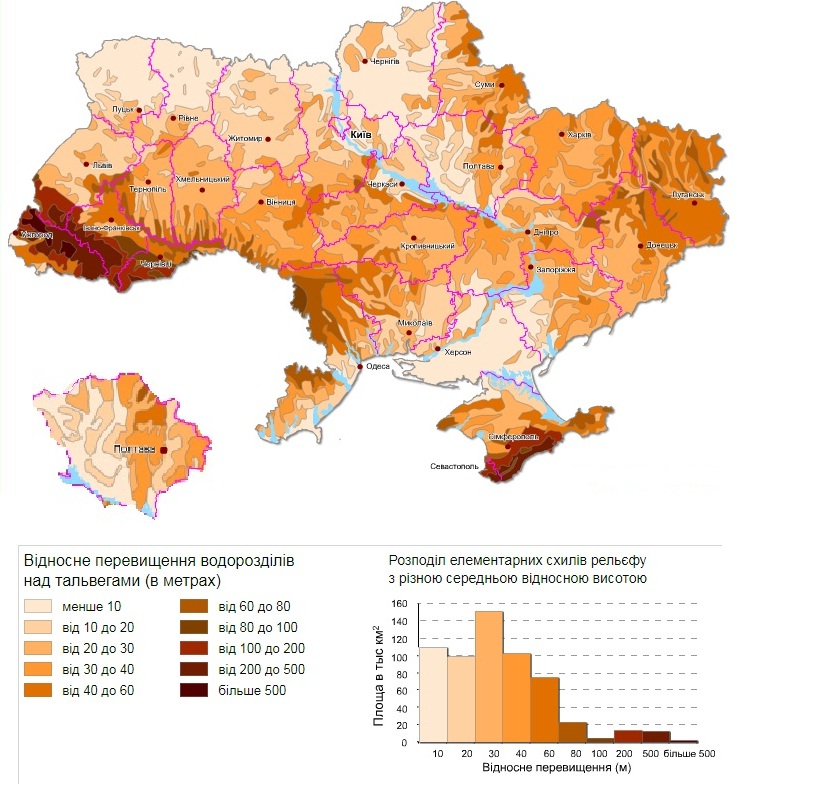 Чернігів
Суми
Луцьк
Рівне
Київ
Харків
Житомир
Львів
Полтава
Тернопіль
Хмельницький
Черкаси
Луганськ
Вінниця
Івано-Франківськ
Ужгород
Дніпро
Кропивницький
Донецьк
Чернівці
Запоріжжя
Миколаїв
Херсон
Одеса
Сімферополь
Полтава
Севастополь
Відносне перевищення водорозділів
над тальвегами (в метрах)
менше 10
від 10 до 20
від 20 до 30
від 30 до 40
від 40 до 60
від 60 до 80
від 80 до 100
від 100 до 200
від 200 до 500
більше 500
Розподіл елементарних схилів рельєфу
з різною середньою відносною висотою
Площа в тыс км²
160
140
120
100
80
60
40
20
0
10 20 30 40 60 80 100 200 500 більше 500
Відносне перевищення (м)